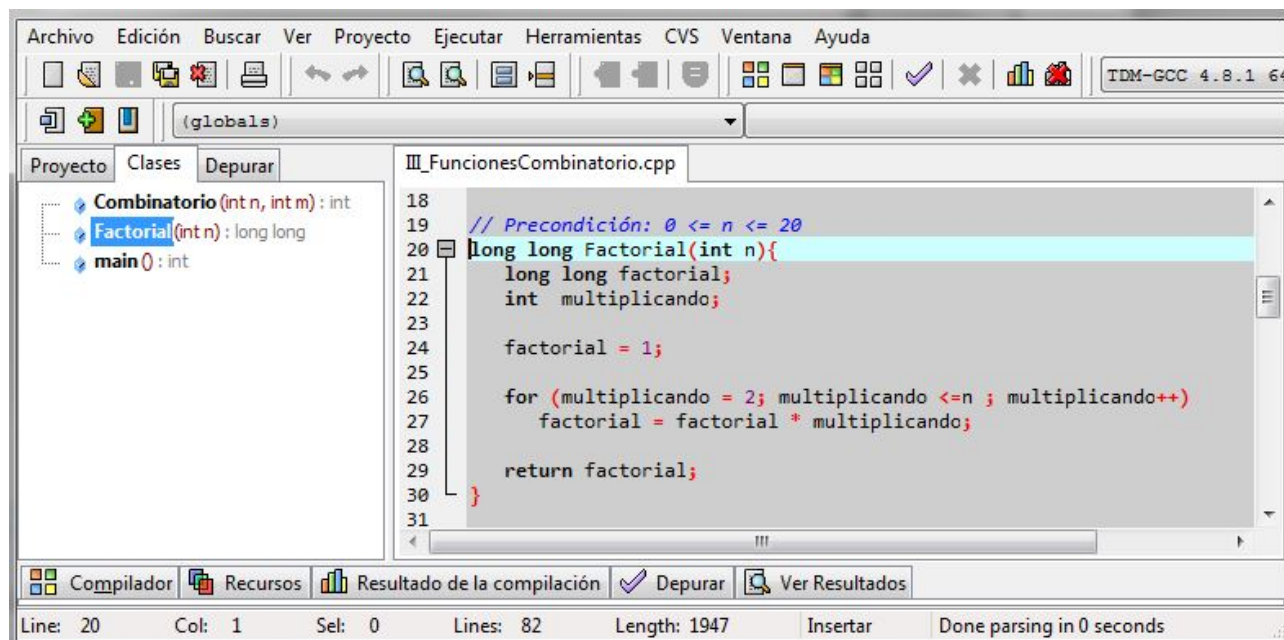 Archivo Edición Buscar Ver Proyecto Ejecutar Herramientas CVS Ventana Ayuda
TDM-GCC 4.8.1 64
(globals)
Proyecto Clases Depurar
Combinatorio (int n, int m) : int
Factorial (int n) : long long
main () : int
III_FuncionesCombinatorio.cpp
18
19 // Precondición: 0 <= n <= 20
20 long long Factorial(int n){
21 long long factorial;
22 int multiplicando;
23
24 factorial = 1;
25
26 for (multiplicando = 2; multiplicando <=n ; multiplicando++)
27 factorial = factorial * multiplicando;
28
29 return factorial;
30 }
31
Compilador Recursos Resultado de la compilación Depurar Ver Resultados
Line: 20 Col: 1 Sel: 0 Lines: 82 Length: 1947 Insertar Done parsing in 0 seconds